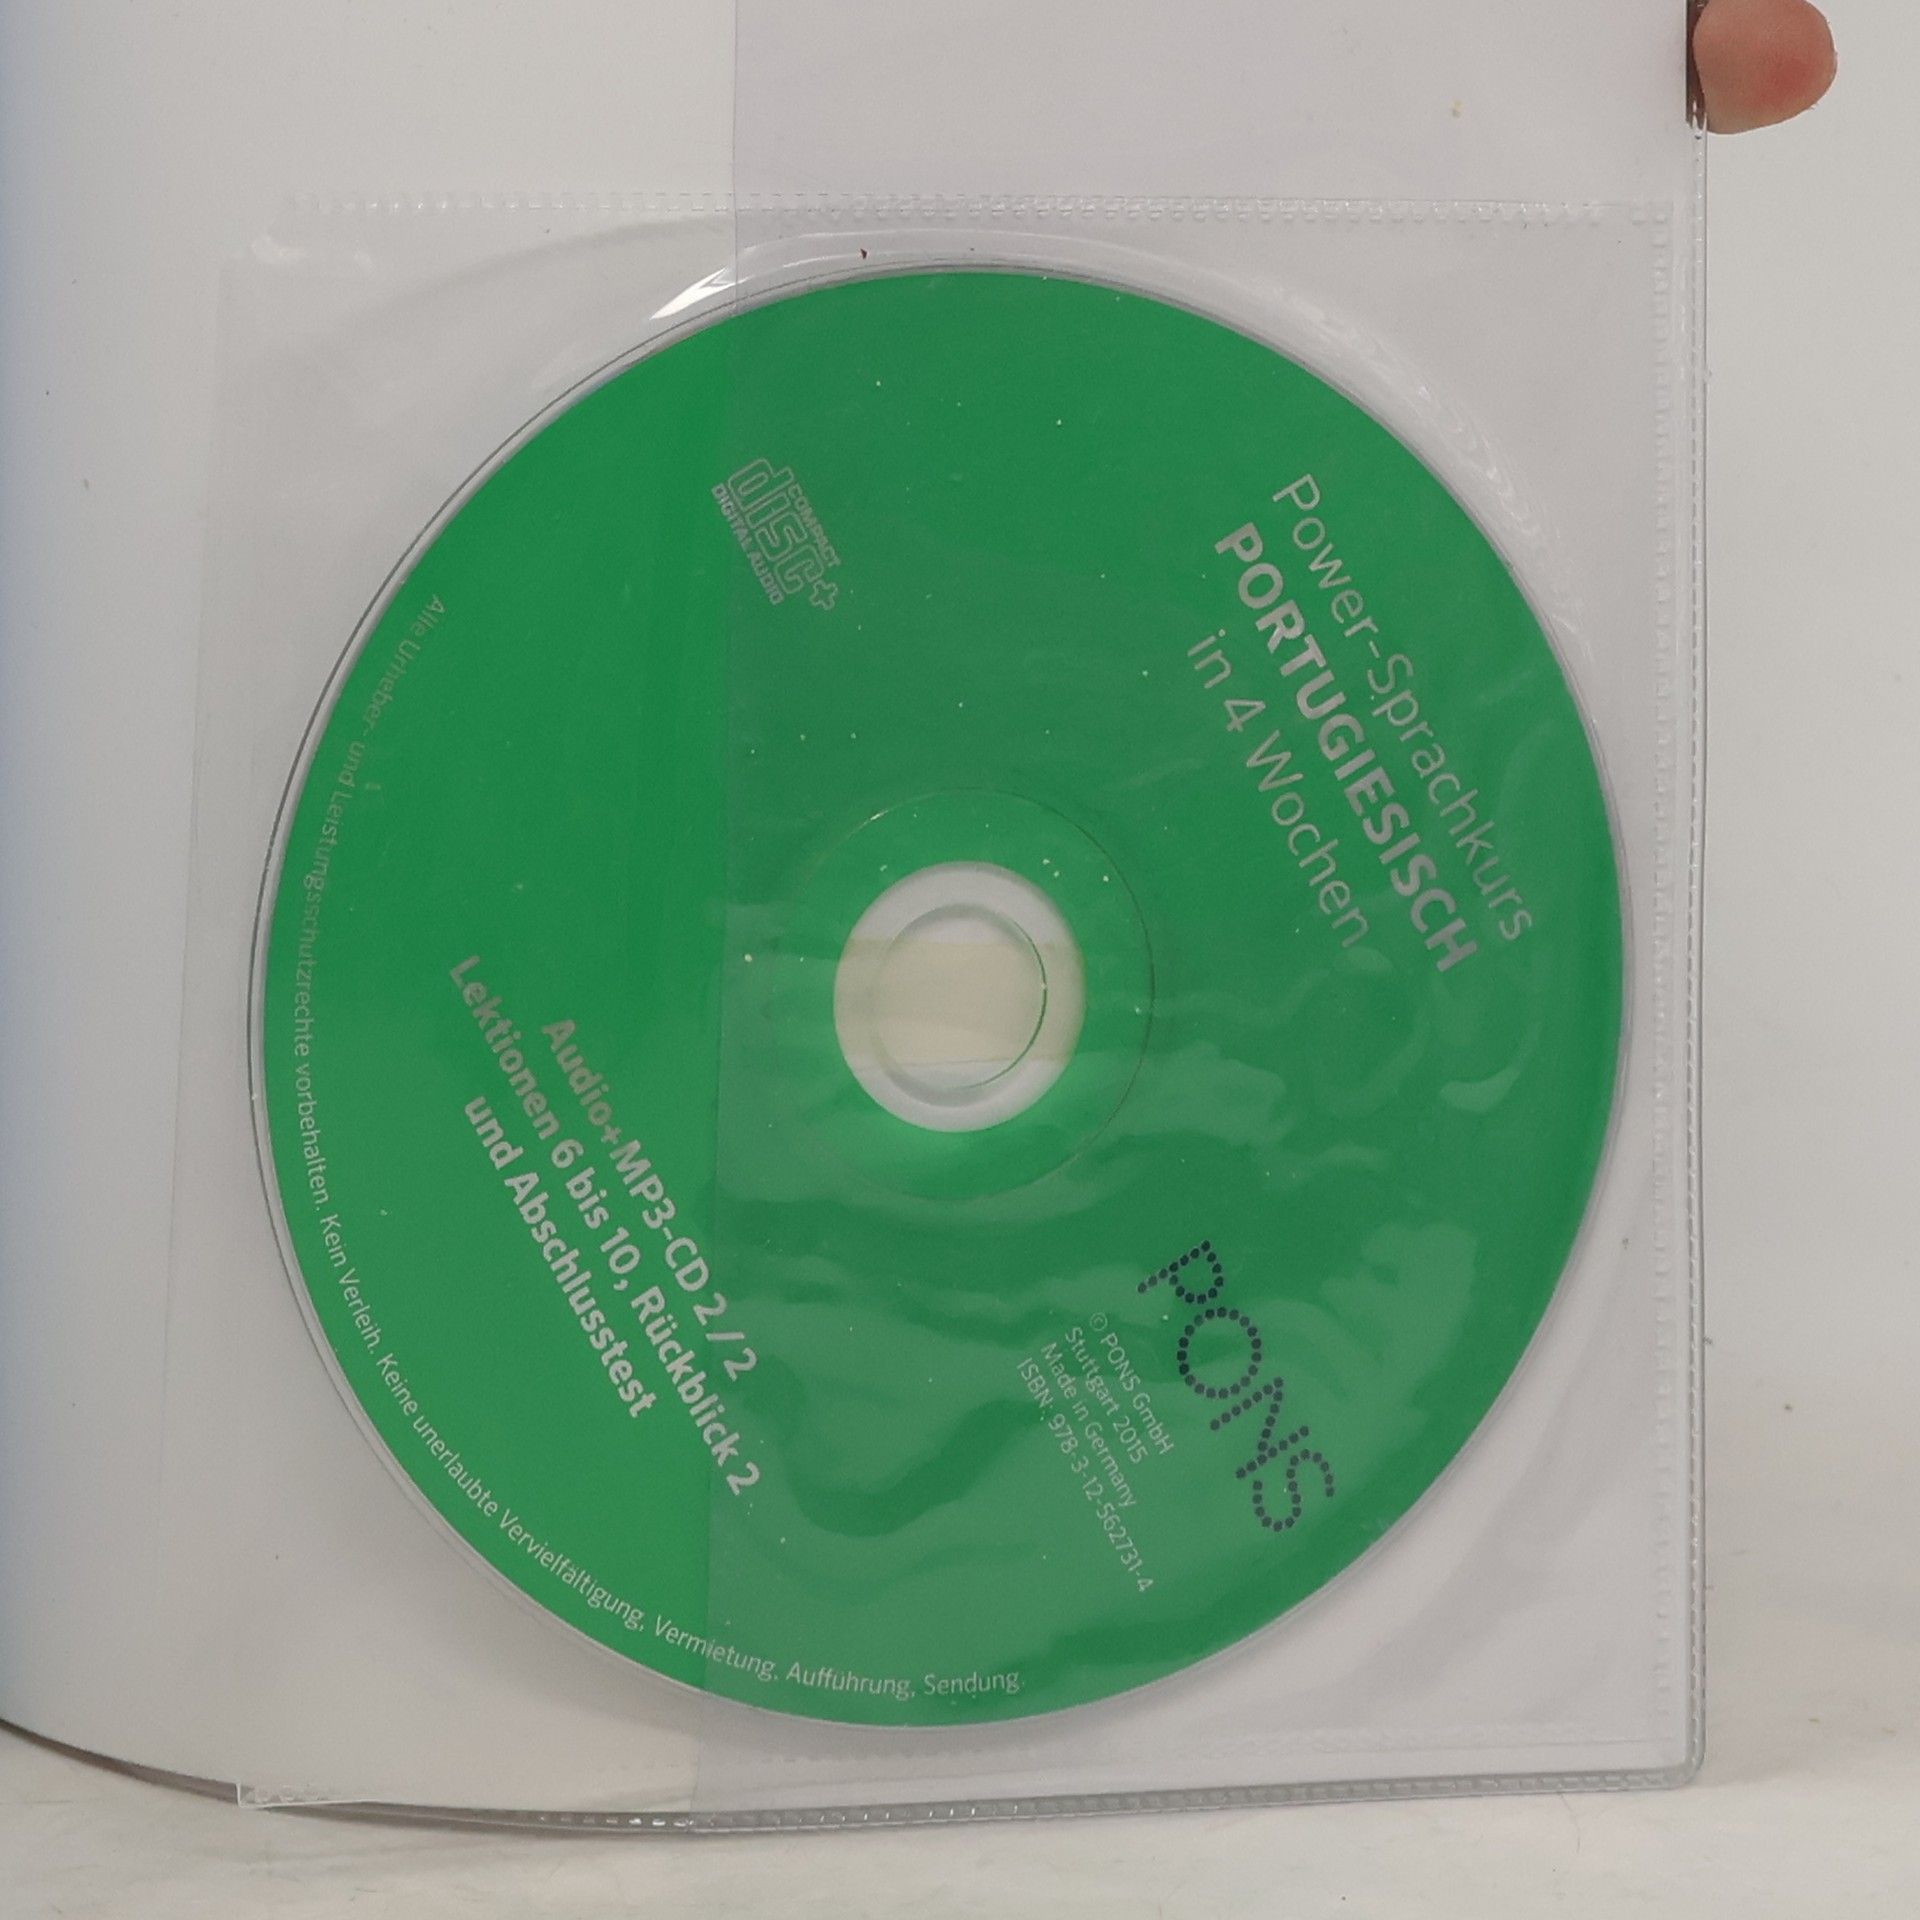 Power-Sprachkurs
PORTUGIESISCH
in 4 Wochen
COMPACT
disc+
DIGITAL AUDIO
PONS
© PONS GmbH
Stuttgart 2015
Made in Germany
ISBN: 978-3-12-562731-4
Audio+MP3-CD 2 / 2
Lektionen 6 bis 10, Rückblick 2
und Abschlusstest
Alle Urheber- und Leistungsschutzrechte vorbehalten. Kein Verleih. Keine unerlaubte Vervielfältigung, Vermietung, Aufführung, Sendung.